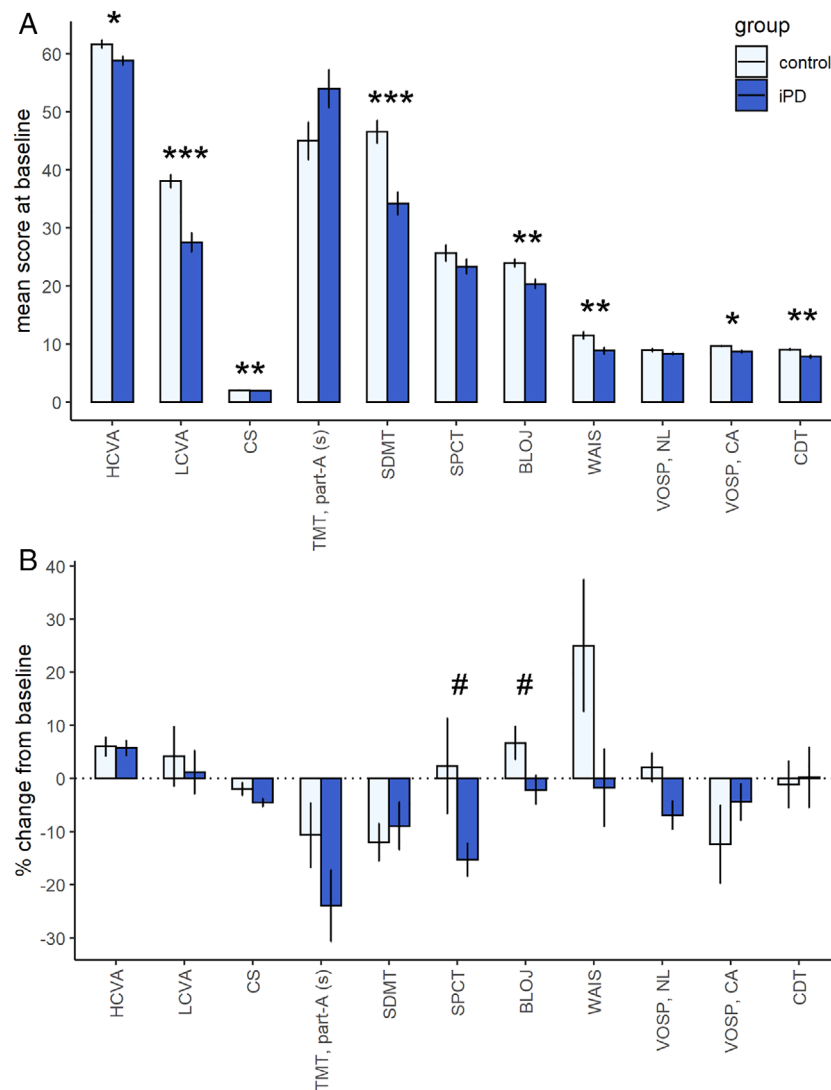 A
group
control
iPD
mean score at baseline
60
50
40
30
20
10
0
*
***
**
***
**
**
*
**
HCVA
LCVA
CS
TMT, part-A (s)
SDMT
SPCT
BLOJ
WAIS
VOSP, NL
VOSP, CA
CDT
B
% change from baseline
40
30
20
10
0
-10
-20
-30
#
#
HCVA
LCVA
CS
TMT, part-A (s)
SDMT
SPCT
BLOJ
WAIS
VOSP, NL
VOSP, CA
CDT